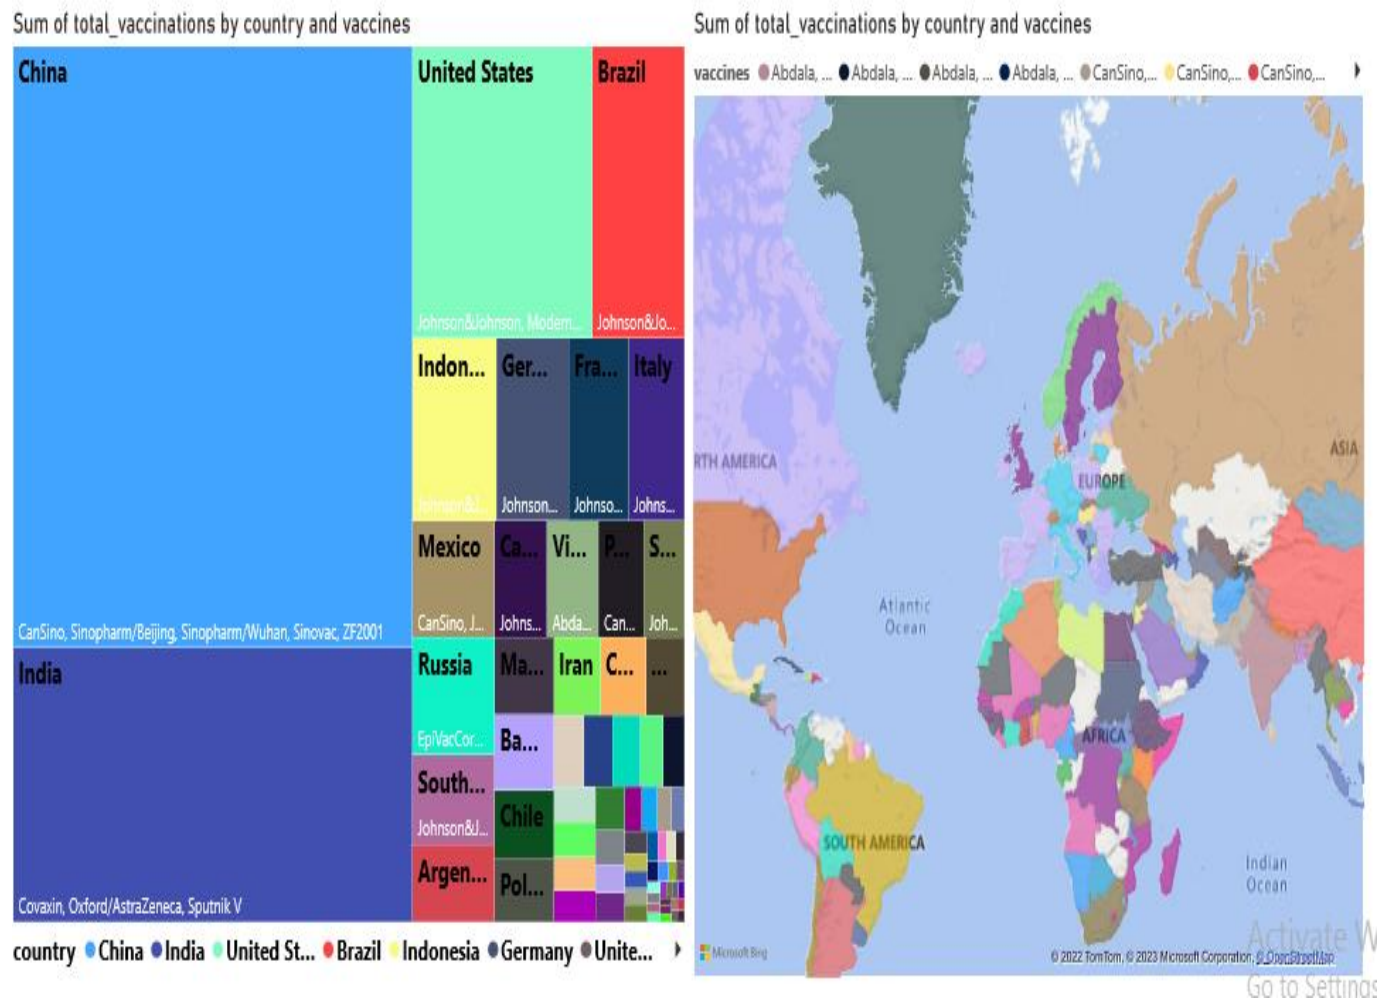 Sum of total_vaccinations by country and vaccines
China
CanSino, Sinopharm/Beijing, Sinopharm/Wuhan, Sinovac, ZF2001
India
Covaxin, Oxford/AstraZeneca, Sputnik V
United States
Johnson&Johnson, Modern...
Brazil
Johnson&Jo...
Indon...
Johnson&J...
Ger...
Johnson...
Fra...
Johnso...
Italy
Johns...
Mexico
CanSino, J...
Ca...
Johns...
Vi...
Abda...
P...
Can...
S...
Joh...
Russia
EpiVacCor...
Ma...
Iran
C...
...
South...
Johnson&J...
Ba...
Argen...
Chile
Pol...
country China India United St... Brazil Indonesia Germany Unite...
Sum of total_vaccinations by country and vaccines
vaccines Abdala, ... Abdala, ... Abdala, ... Abdala, ... CanSino,... CanSino,... CanSino,...
RTH AMERICA
EUROPE
ASIA
Atlantic
Ocean
AFRICA
SOUTH AMERICA
Indian
Ocean
Microsoft Bing
© 2022 TomTom, © 2023 Microsoft Corporation, © OpenStreetMap
Activate W
Go to Settings